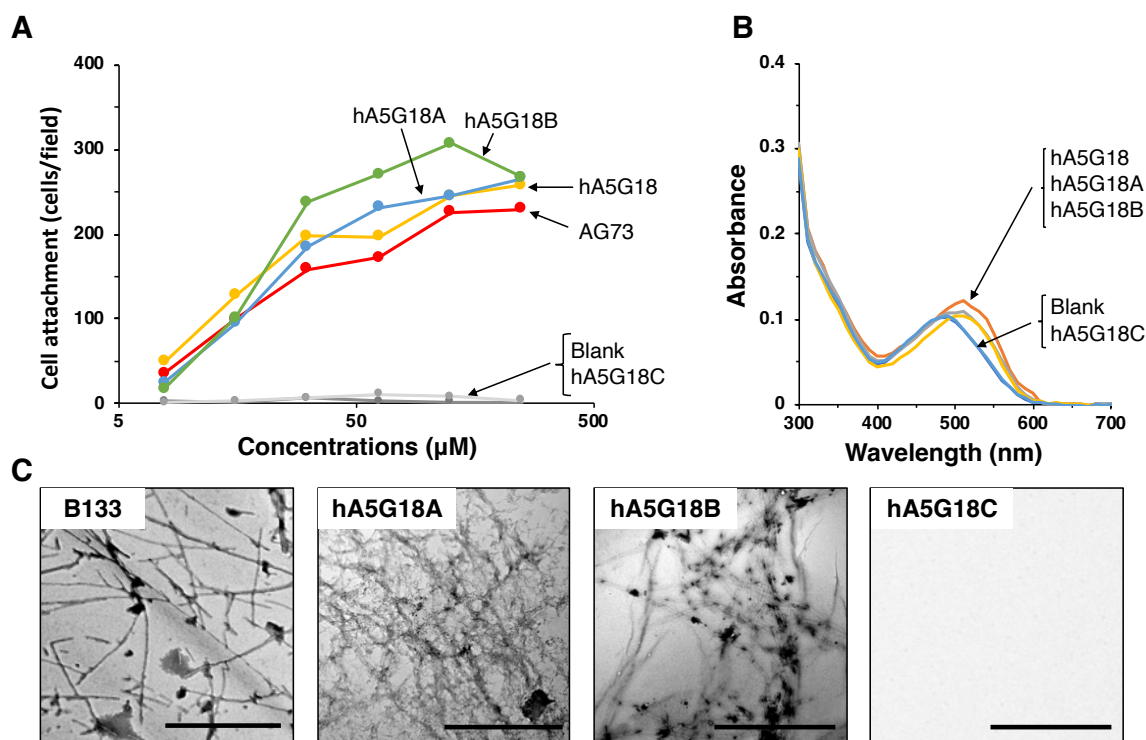 A
400
300
200
100
0
5
50
500
Cell attachment (cells/field)
Concentrations (µM)
hA5G18A
hA5G18B
hA5G18
AG73
Blank
hA5G18C
B
0.4
0.3
0.2
0.1
0
300
400
500
600
700
Absorbance
Wavelength (nm)
hA5G18
hA5G18A
hA5G18B
Blank
hA5G18C
C
B133
hA5G18A
hA5G18B
hA5G18C